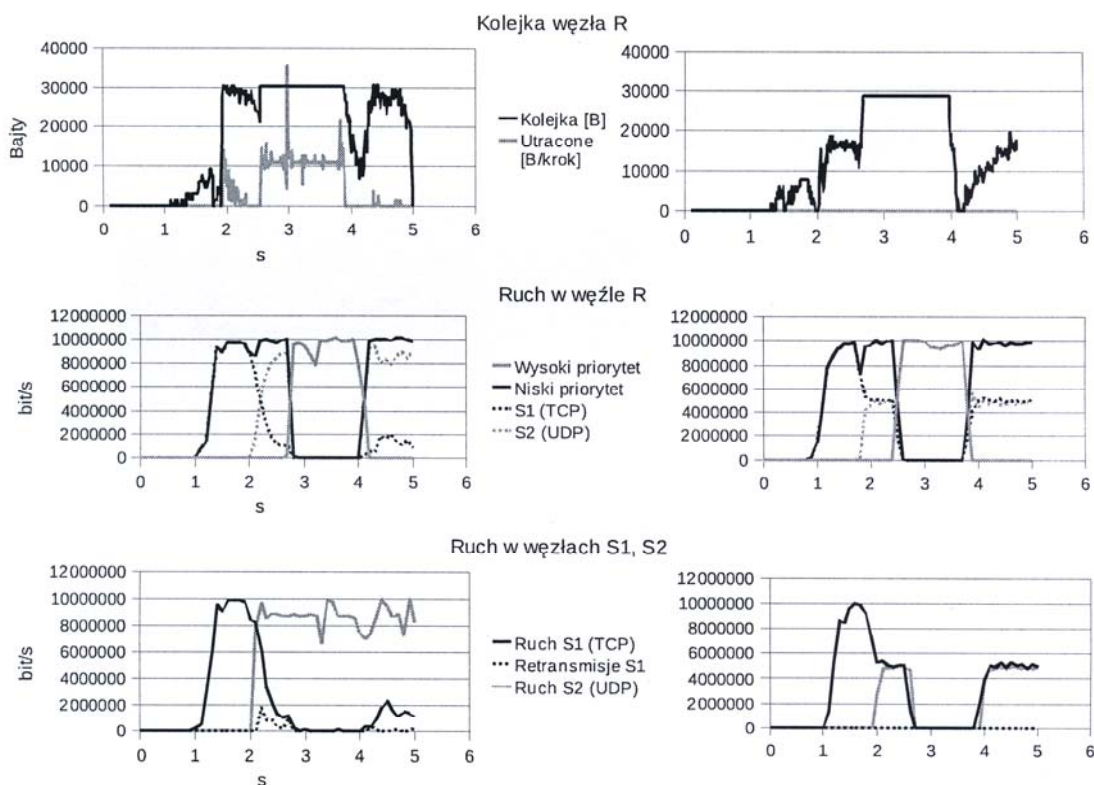 Kolejka węzła R
40000
30000
20000
10000
0
Bajty
0 1 2 3 4 5 6
s
Kolejka [B]
Utracone
[B/krok]
40000
30000
20000
10000
0
0 1 2 3 4 5 6
Ruch w węźle R
12000000
10000000
8000000
6000000
4000000
2000000
0
bit/s
0 1 2 3 4 5 6
s
Wysoki priorytet
Niski priorytet
S1 (TCP)
S2 (UDP)
12000000
10000000
8000000
6000000
4000000
2000000
0
0 1 2 3 4 5 6
Ruch w węzłach S1, S2
12000000
10000000
8000000
6000000
4000000
2000000
0
bit/s
0 1 2 3 4 5 6
s
Ruch S1 (TCP)
Retransmisje S1
Ruch S2 (UDP)
12000000
10000000
8000000
6000000
4000000
2000000
0
0 1 2 3 4 5 6